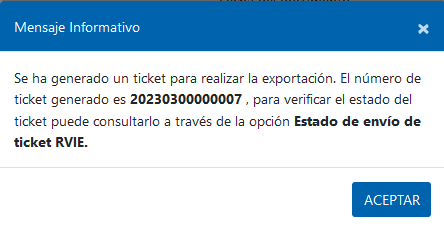 Mensaje Informativo
×
Se ha generado un ticket para realizar la exportación. El número de
ticket generado es 20230300000007 , para verificar el estado del
ticket puede consultarlo a través de la opción Estado de envío de
ticket RVIE.
ACEPTAR